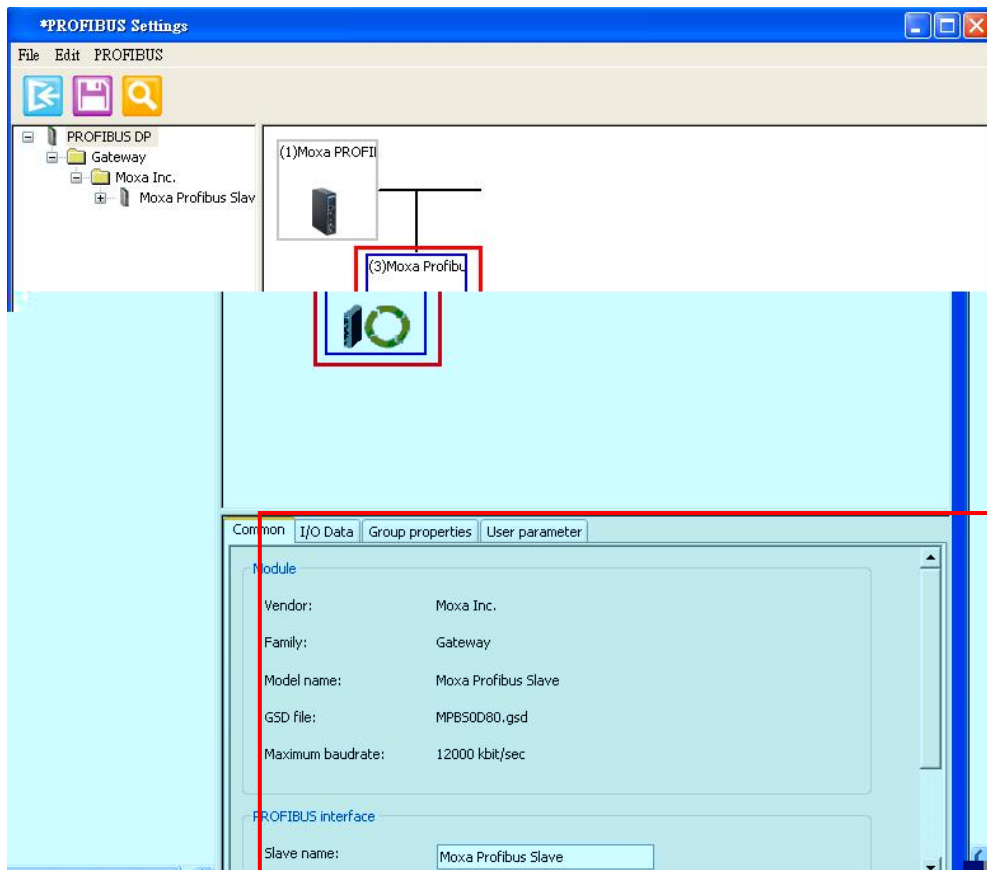 *PROFIBUS Settings
File Edit PROFIBUS
PROFIBUS DP
Gateway
Moxa Inc.
Moxa Profibus Slav
(1)Moxa PROFI
(3)Moxa Profibu
Common I/O Data Group properties User parameter
Module
Vendor: Moxa Inc.
Family: Gateway
Model name: Moxa Profibus Slave
GSD file: MPBS0D80.gsd
Maximum baudrate: 12000 kbit/sec
PROFIBUS interface
Slave name: Moxa Profibus Slave